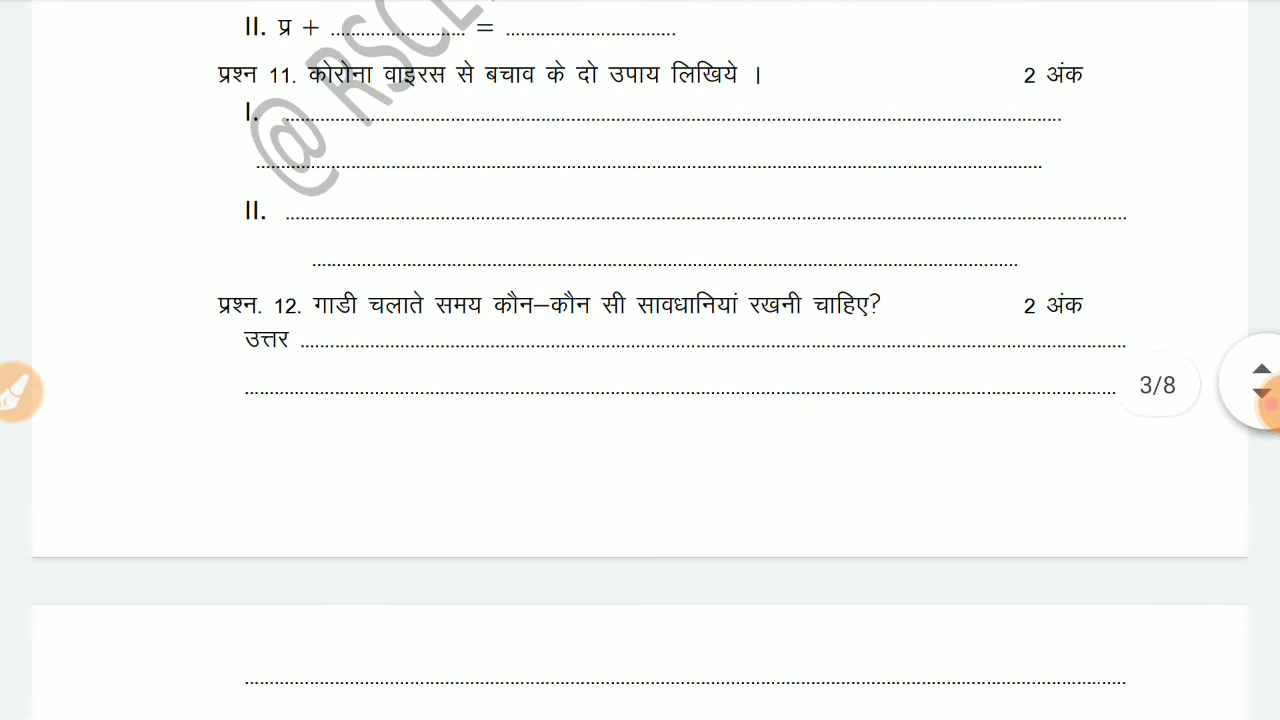 II. प्र + .......................... = .................................
प्रश्न 11. कोरोना वाइरस से बचाव के दो उपाय लिखिये । 2 अंक
I. ..........................................................................................
..........................................................................................
II. ..........................................................................................
..........................................................................................
प्रश्न. 12. गाडी चलाते समय कौन–कौन सी सावधानियां रखनी चाहिए? 2 अंक
उत्तर ..........................................................................................
..........................................................................................
3/8
..........................................................................................
@ RSCE